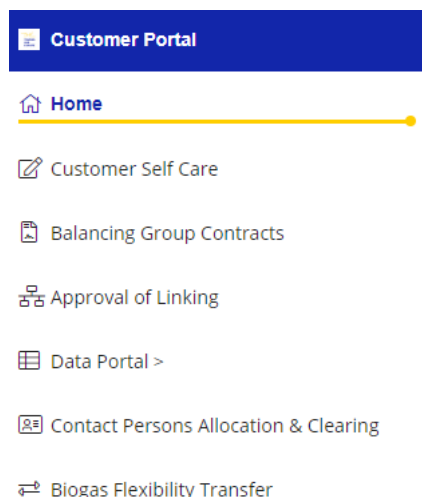 Customer Portal
Home
Customer Self Care
Balancing Group Contracts
Approval of Linking
Data Portal >
Contact Persons Allocation & Clearing
Biogas Flexibility Transfer